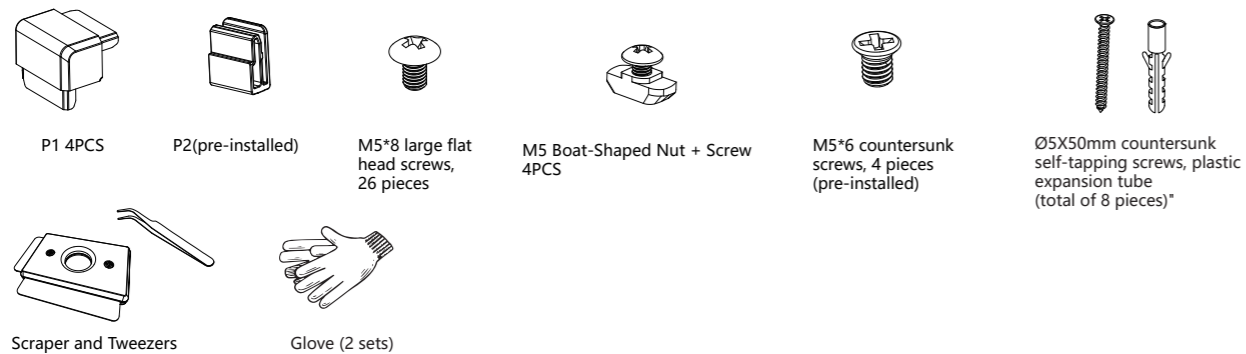 P1 4PCS
P2(pre-installed)
M5*8 large flat
head screws,
26 pieces
M5 Boat-Shaped Nut + Screw
4PCS
M5*6 countersunk
screws, 4 pieces
(pre-installed)
Ø5X50mm countersunk
self-tapping screws, plastic
expansion tube
(total of 8 pieces)"
Scraper and Tweezers
Glove (2 sets)